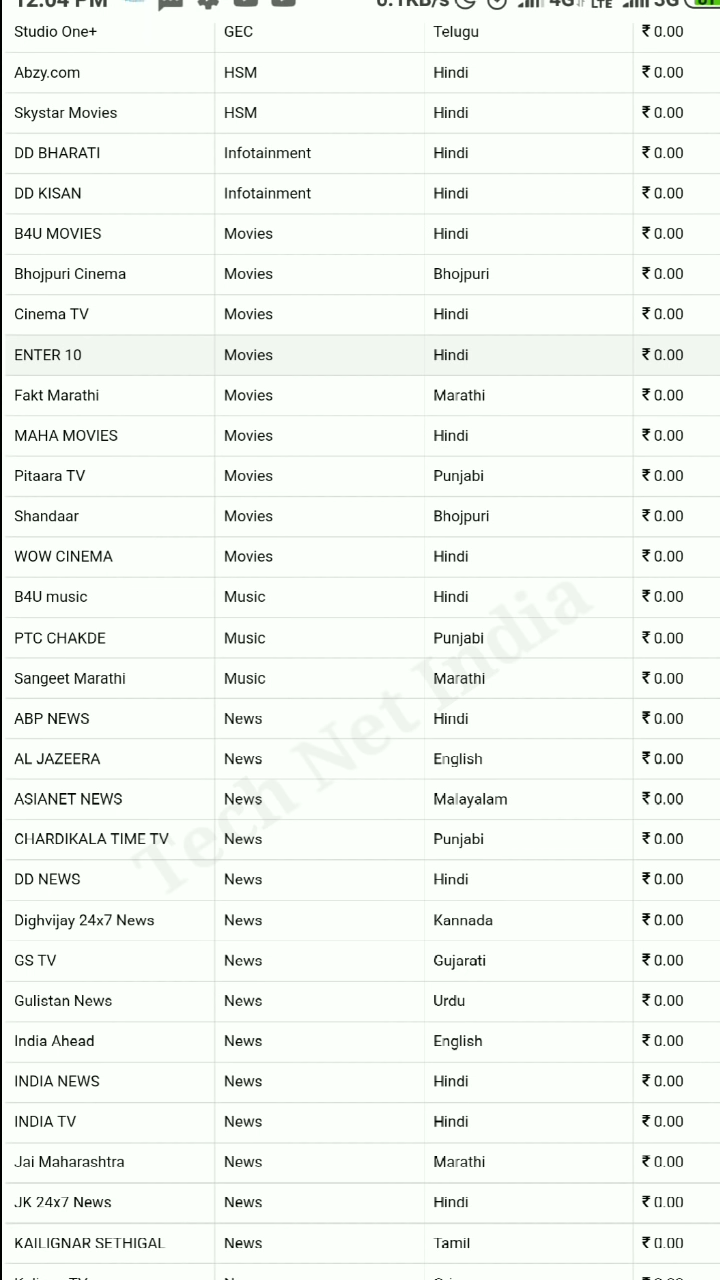 12:04 PM 0.1KB/s 4G LTE 3G
Studio One+ GEC Telugu ₹ 0.00
Abzy.com HSM Hindi ₹ 0.00
Skystar Movies HSM Hindi ₹ 0.00
DD BHARATI Infotainment Hindi ₹ 0.00
DD KISAN Infotainment Hindi ₹ 0.00
B4U MOVIES Movies Hindi ₹ 0.00
Bhojpuri Cinema Movies Bhojpuri ₹ 0.00
Cinema TV Movies Hindi ₹ 0.00
ENTER 10 Movies Hindi ₹ 0.00
Fakt Marathi Movies Marathi ₹ 0.00
MAHA MOVIES Movies Hindi ₹ 0.00
Pitaara TV Movies Punjabi ₹ 0.00
Shandaar Movies Bhojpuri ₹ 0.00
WOW CINEMA Movies Hindi ₹ 0.00
B4U music Music Hindi ₹ 0.00
PTC CHAKDE Music Punjabi ₹ 0.00
Sangeet Marathi Music Marathi ₹ 0.00
ABP NEWS News Hindi ₹ 0.00
AL JAZEERA News English ₹ 0.00
ASIANET NEWS News Malayalam ₹ 0.00
CHARDIKALA TIME TV News Punjabi ₹ 0.00
DD NEWS News Hindi ₹ 0.00
Dighvijay 24x7 News News Kannada ₹ 0.00
GS TV News Gujarati ₹ 0.00
Gulistan News News Urdu ₹ 0.00
India Ahead News English ₹ 0.00
INDIA NEWS News Hindi ₹ 0.00
INDIA TV News Hindi ₹ 0.00
Jai Maharashtra News Marathi ₹ 0.00
JK 24x7 News News Hindi ₹ 0.00
KAILIGNAR SETHIGAL News Tamil ₹ 0.00
Tech Net India